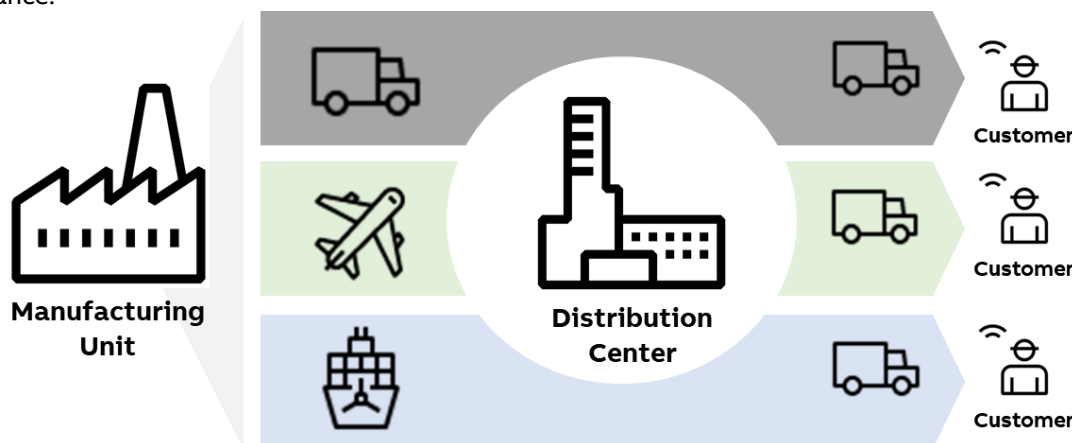 Manufacturing
Unit
Distribution
Center
Customer
Customer
Customer